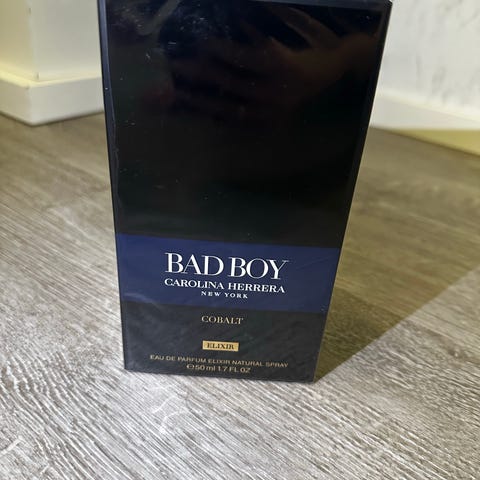 BAD BOY
CAROLINA HERRERA
NEW YORK
COBALT
ELIXIR
EAU DE PARFUM ELIXIR NATURAL SPRAY
℮50 ml 1.7 FL OZ